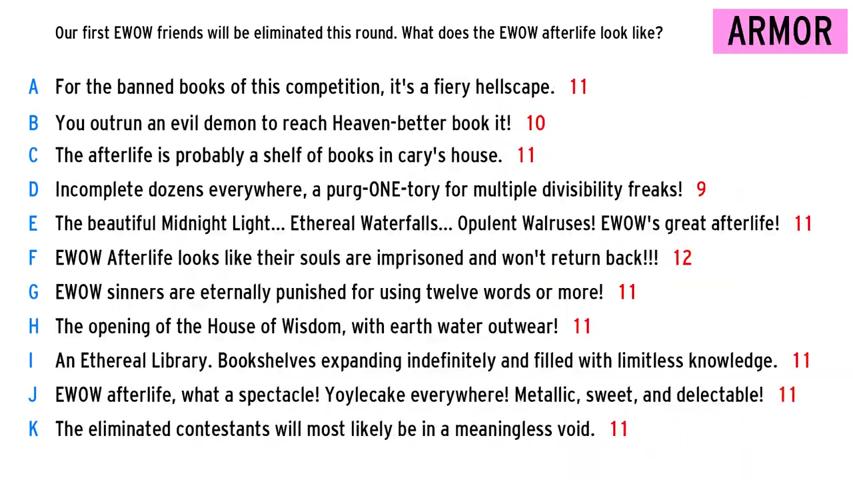 Our first EWOW friends will be eliminated this round. What does the EWOW afterlife look like?
ARMOR
A For the banned books of this competition, it's a fiery hellscape. 11
B You outrun an evil demon to reach Heaven-better book it! 10
C The afterlife is probably a shelf of books in cary's house. 11
D Incomplete dozens everywhere, a purg-ONE-tory for multiple divisibility freaks! 9
E The beautiful Midnight Light... Ethereal Waterfalls... Opulent Walruses! EWOW's great afterlife! 11
F EWOW Afterlife looks like their souls are imprisoned and won't return back!!! 12
G EWOW sinners are eternally punished for using twelve words or more! 11
H The opening of the House of Wisdom, with earth water outwear! 11
I An Ethereal Library. Bookshelves expanding indefinitely and filled with limitless knowledge. 11
J EWOW afterlife, what a spectacle! Yoylecake everywhere! Metallic, sweet, and delectable! 11
K The eliminated contestants will most likely be in a meaningless void. 11